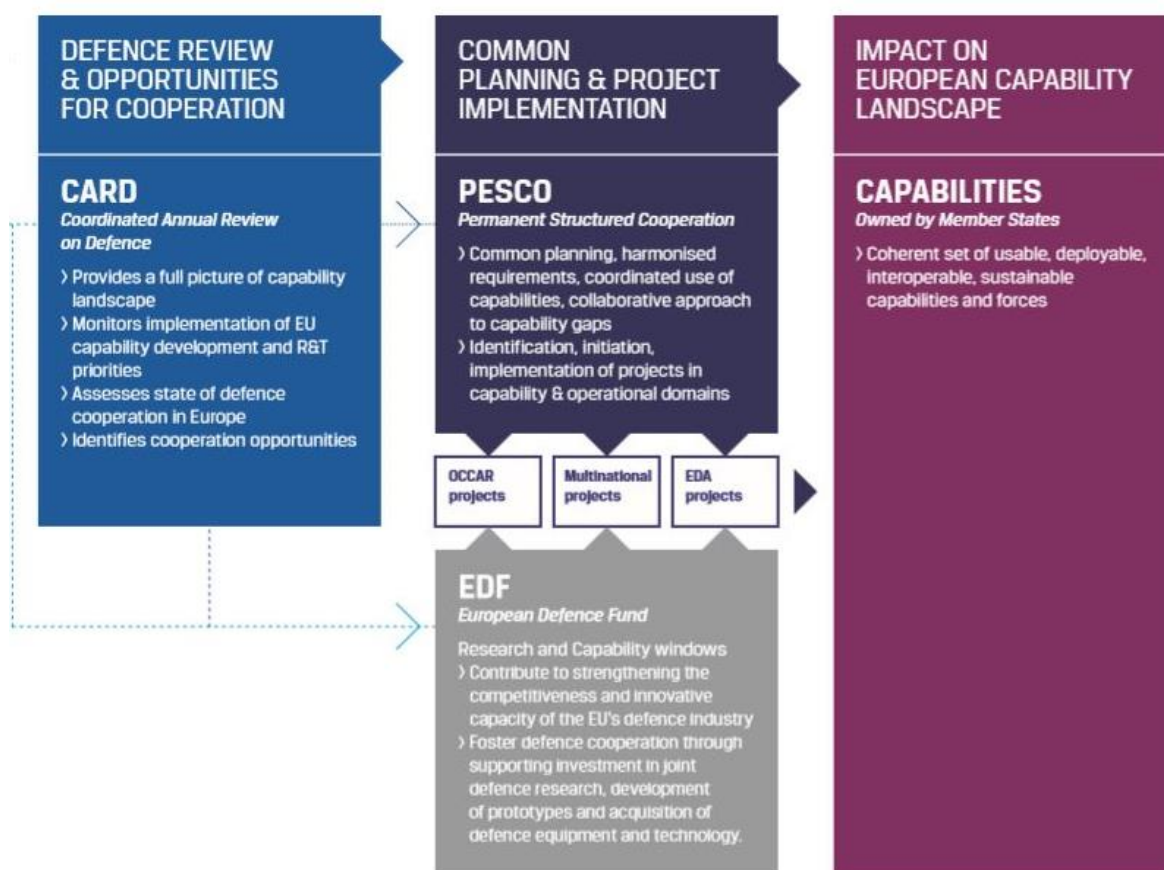 DEFENCE REVIEW
& OPPORTUNITIES
FOR COOPERATION
CARD
Coordinated Annual Review
on Defence
› Provides a full picture of capability
landscape
› Monitors implementation of EU
capability development and R&T
priorities
› Assesses state of defence
cooperation in Europe
› Identifies cooperation opportunities
COMMON
PLANNING & PROJECT
IMPLEMENTATION
PESCO
Permanent Structured Cooperation
› Common planning, harmonised
requirements, coordinated use of
capabilities, collaborative approach
to capability gaps
› Identification, initiation,
implementation of projects in
capability & operational domains
OCCAR
projects
Multinational
projects
EDA
projects
EDF
European Defence Fund
Research and Capability windows
› Contribute to strengthening the
competitiveness and innovative
capacity of the EU's defence industry
› Foster defence cooperation through
supporting investment in joint
defence research, development
of prototypes and acquisition of
defence equipment and technology.
IMPACT ON
EUROPEAN CAPABILITY
LANDSCAPE
CAPABILITIES
Owned by Member States
› Coherent set of usable, deployable,
interoperable, sustainable
capabilities and forces